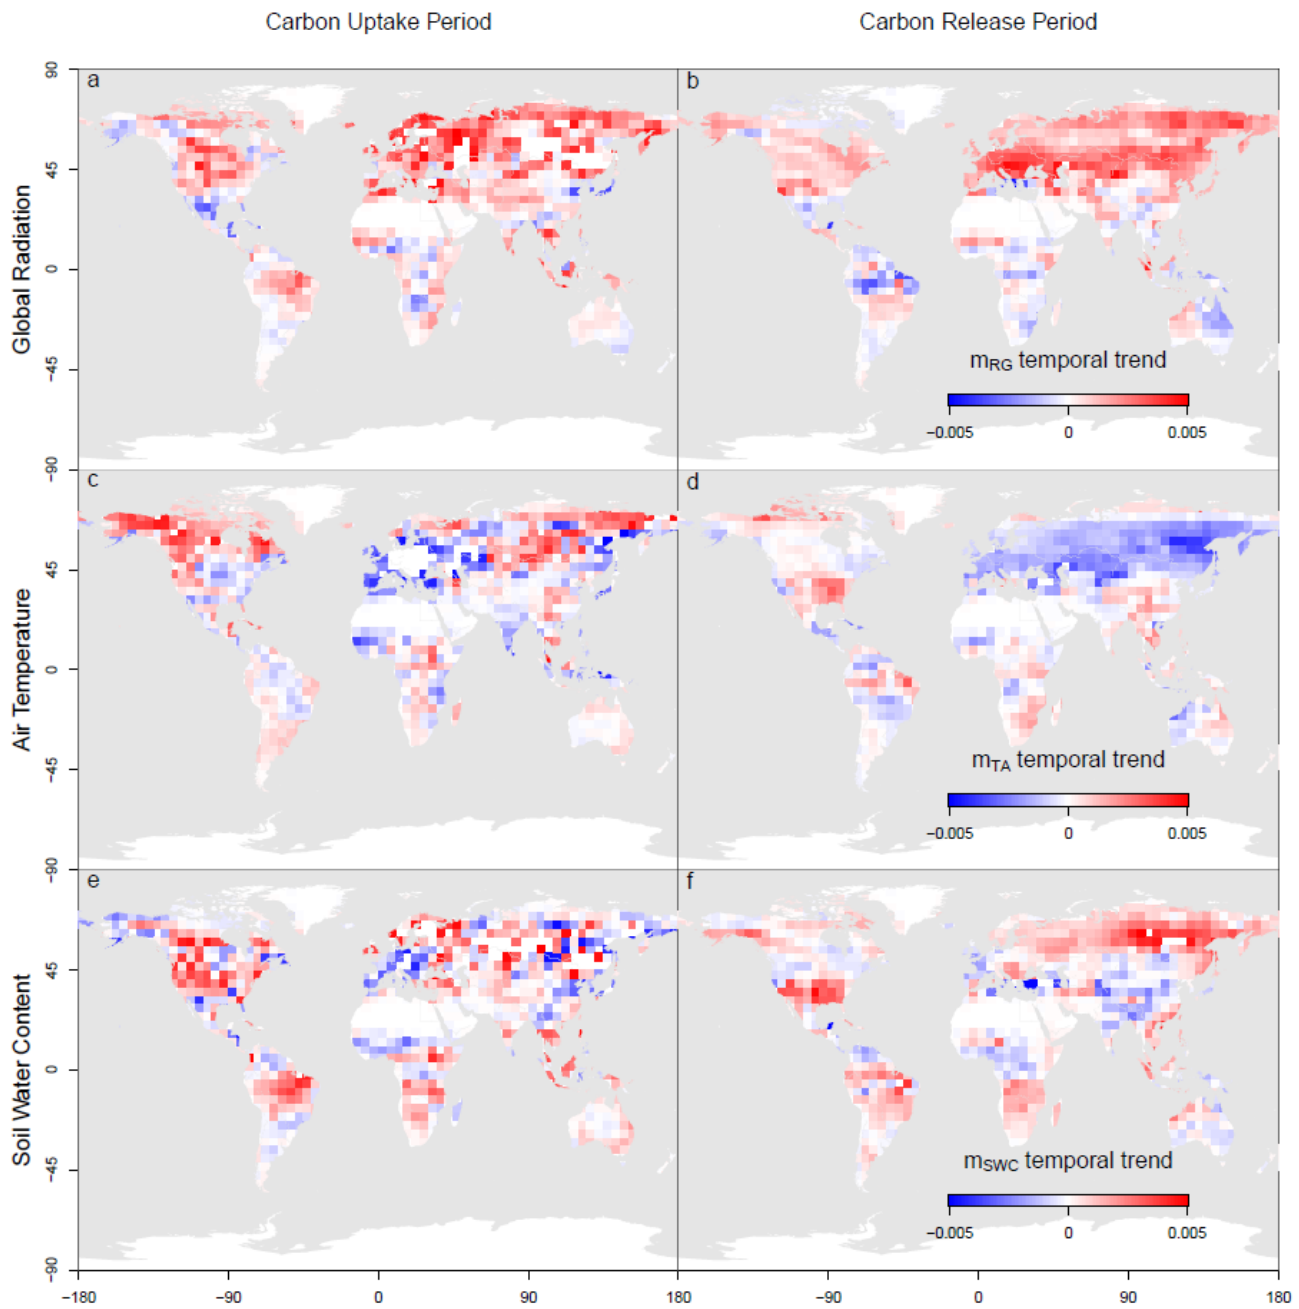 Carbon Uptake Period
Carbon Release Period
Global Radiation
90
45
0
−45
−90
a
b
mRG temporal trend
−0.005 0 0.005
Air Temperature
45
0
−45
−90
c
d
mTA temporal trend
−0.005 0 0.005
Soil Water Content
45
0
−45
−90
e
f
mSWC temporal trend
−0.005 0 0.005
−180 −90 0 90 180 −90 0 90 180